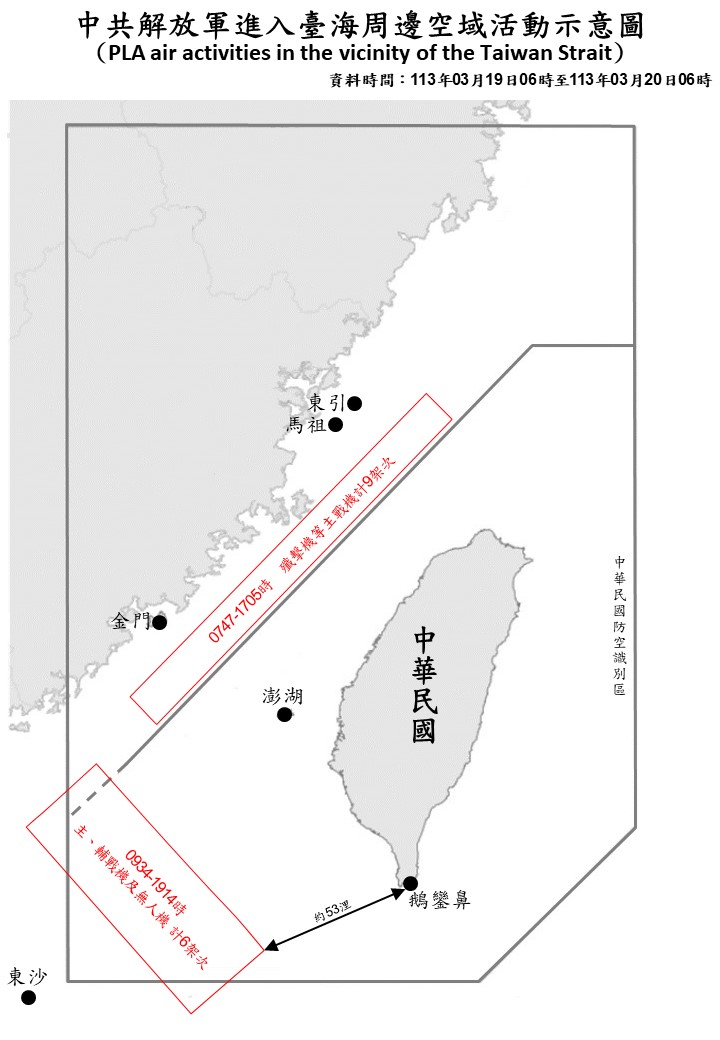 中共解放軍進入臺海周邊空域活動示意圖
（PLA air activities in the vicinity of the Taiwan Strait）
資料時間：113年03月19日06時至113年03月20日06時
東引
馬祖
殲擊機等主戰機計9架次
0747-1705時
中華民國防空識別區
金門
中華民國
澎湖
0934-1914時
主、輔戰機及無人機 計6架次
約53浬
鵝鑾鼻
東沙